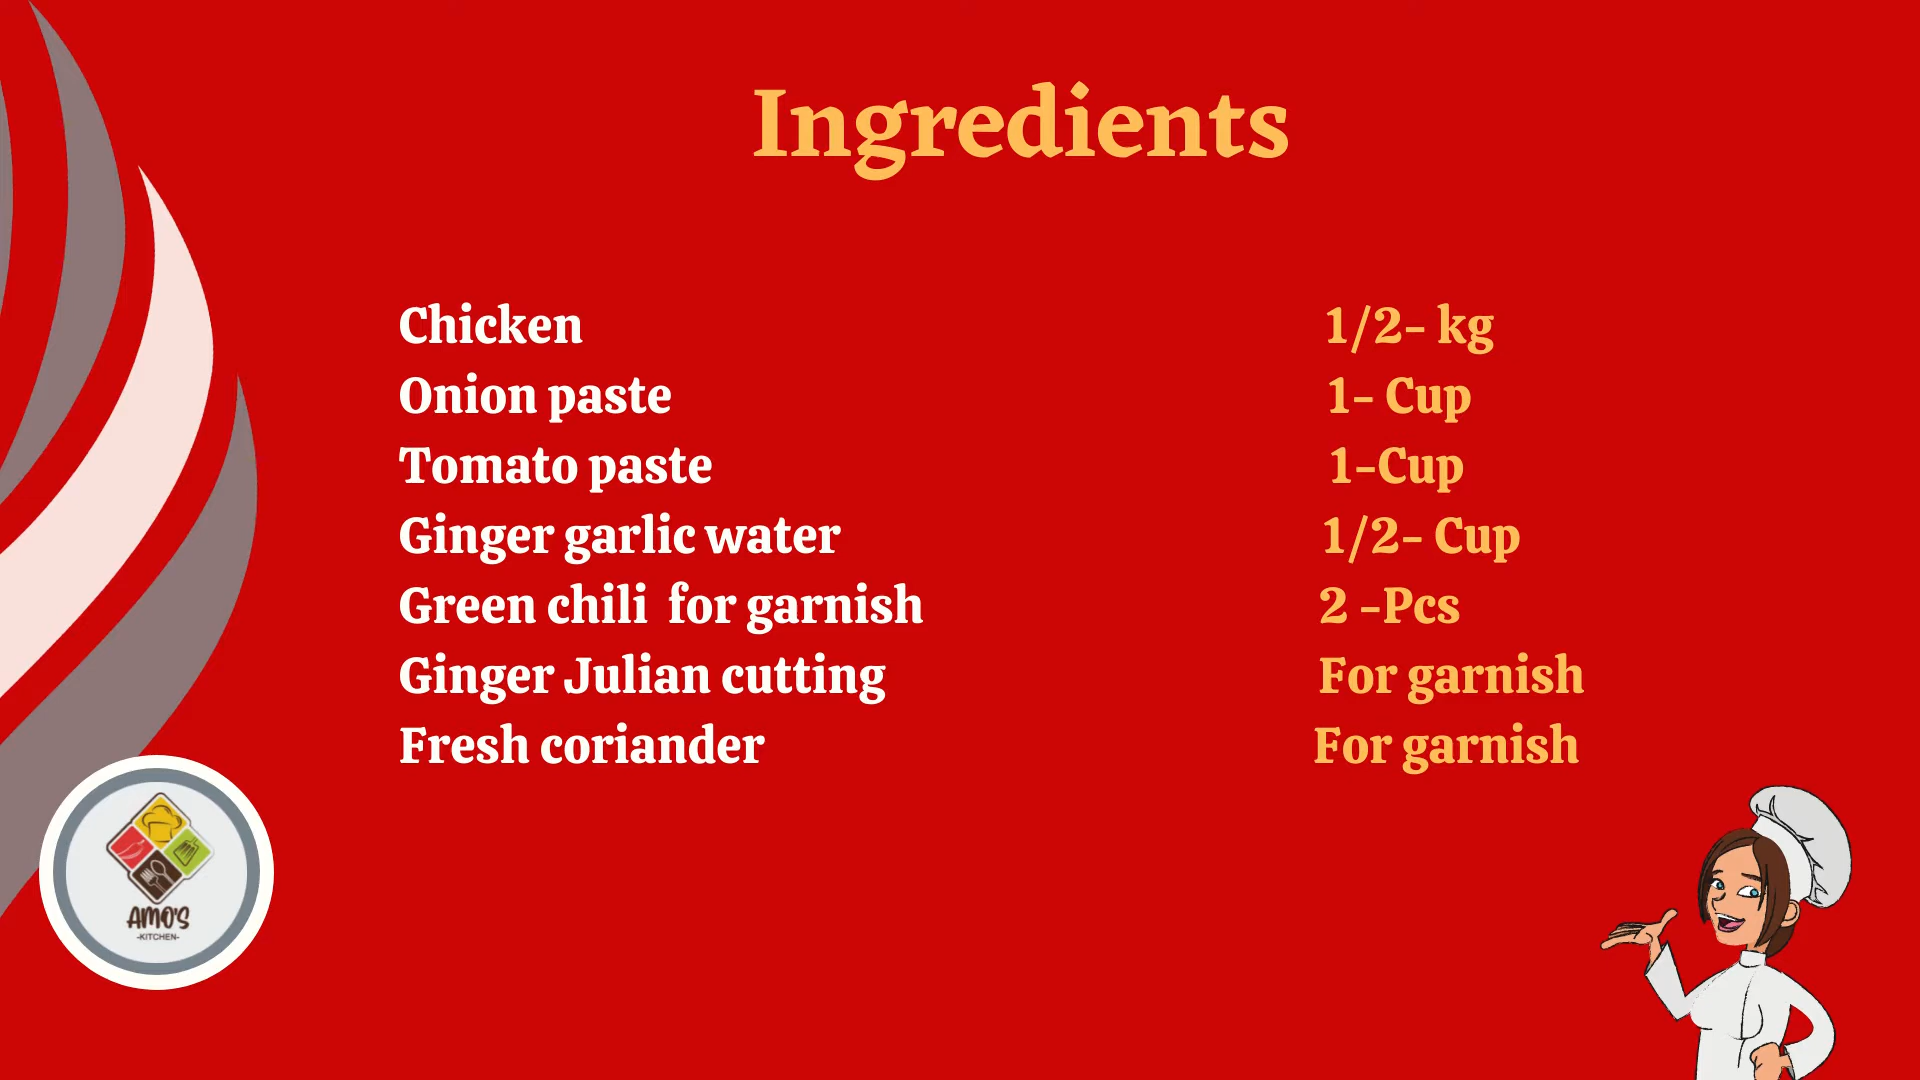 Ingredients
Chicken 1/2- kg
Onion paste 1- Cup
Tomato paste 1-Cup
Ginger garlic water 1/2- Cup
Green chili  for garnish 2 -Pcs
Ginger Julian cutting For garnish
Fresh coriander For garnish
AMO'S
-KITCHEN-